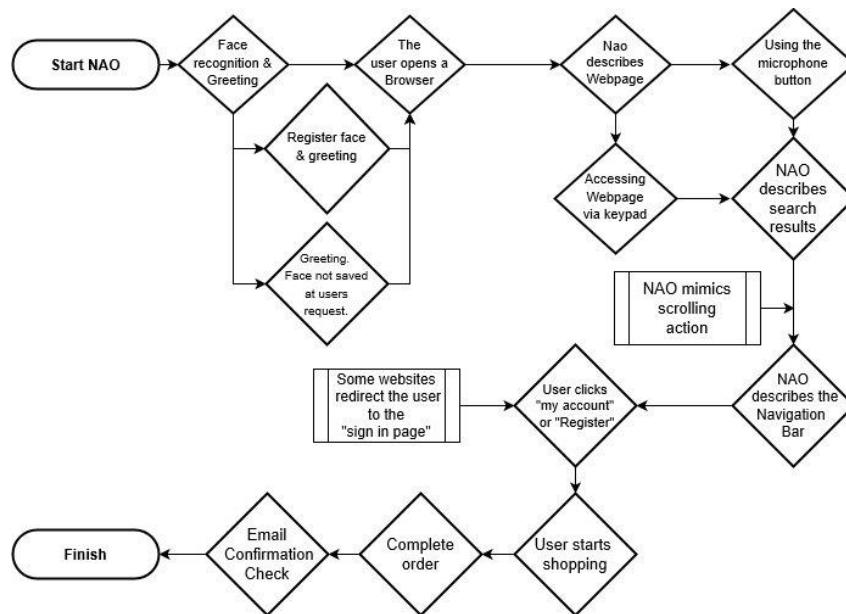 Start NAO
Face
recognition &
Greeting
The
user opens a
Browser
Nao
describes
Webpage
Using the
microphone
button
Register face
& greeting
Accessing
Webpage
via keypad
NAO
describes
search
results
Greeting.
Face not saved
at users
request.
NAO mimics
scrolling
action
Some websites
redirect the user
to the
"sign in page"
User clicks
"my account"
or "Register"
NAO
describes the
Navigation
Bar
Finish
Email
Confirmation
Check
Complete
order
User starts
shopping